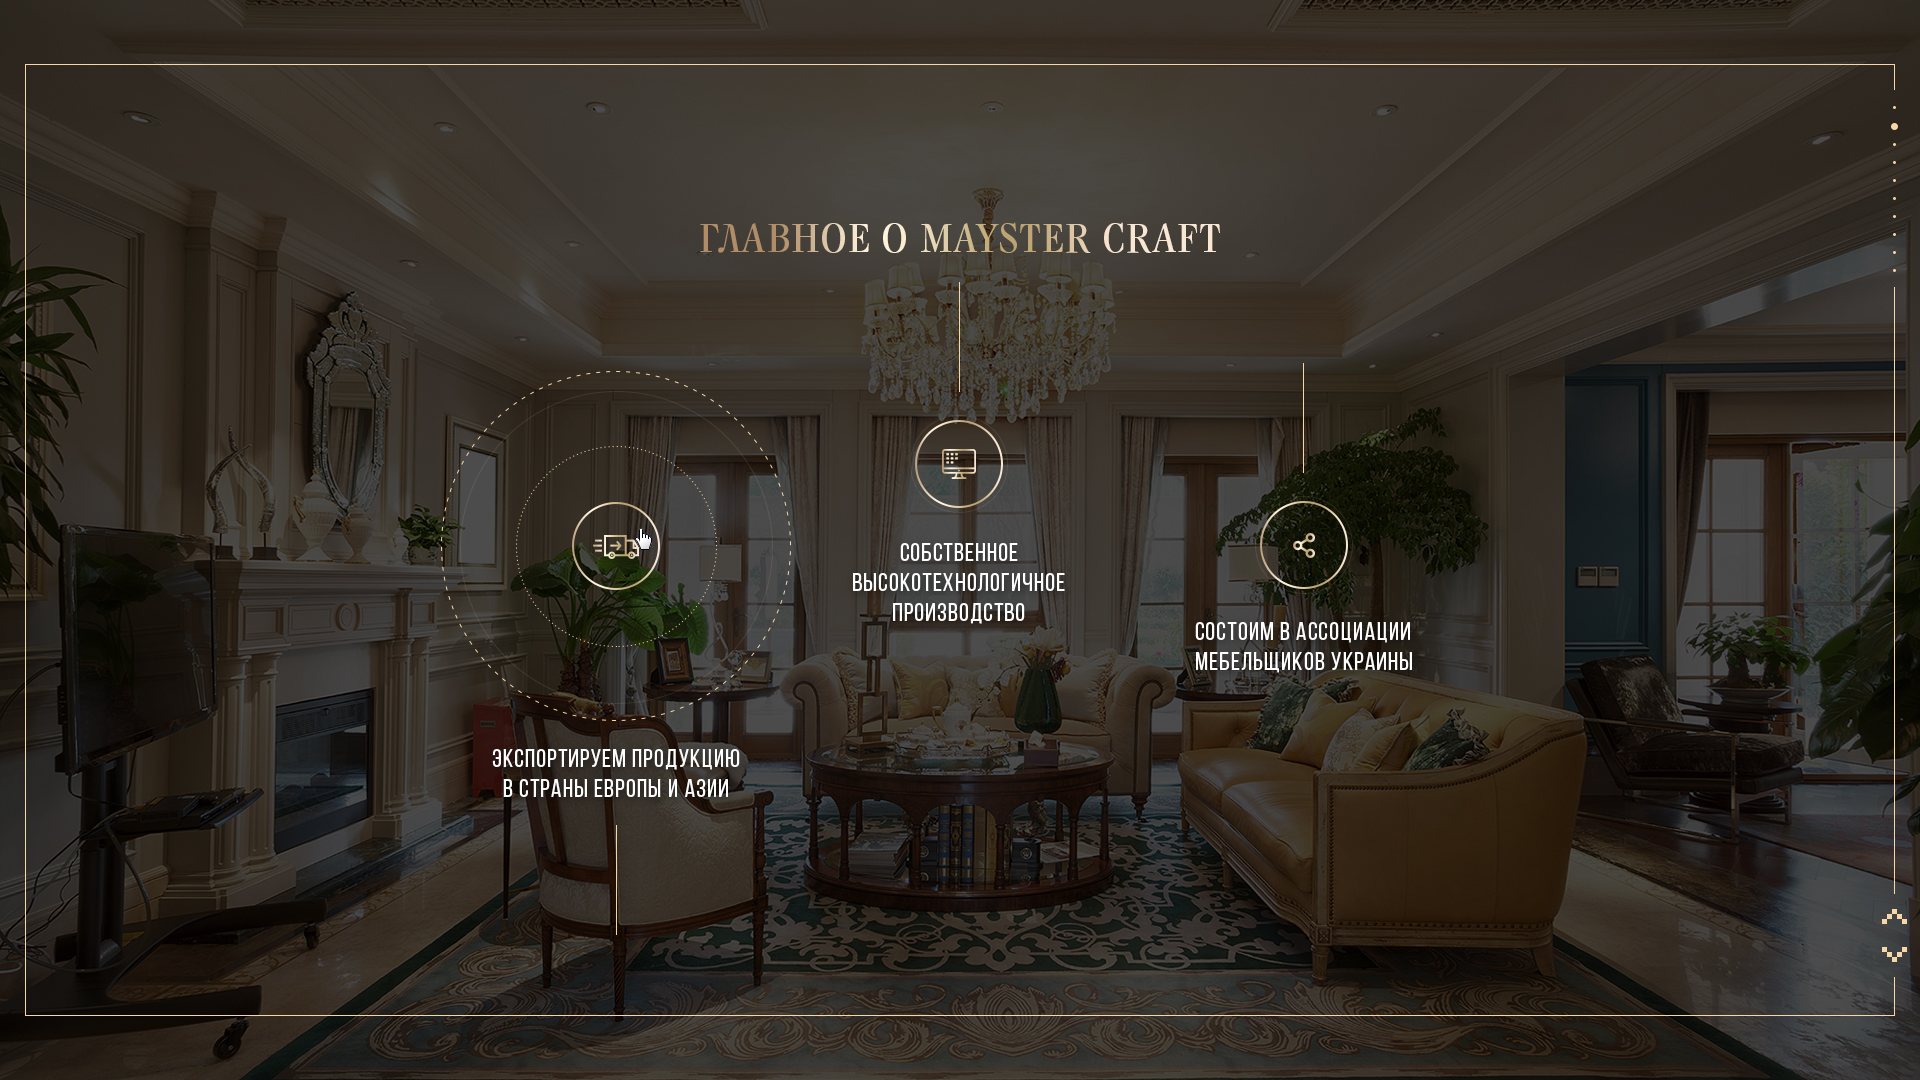 ГЛАВНОЕ О MAYSTER CRAFT
СОБСТВЕННОЕ
ВЫСОКОТЕХНОЛОГИЧНОЕ
ПРОИЗВОДСТВО
СОСТОИМ В АССОЦИАЦИИ
МЕБЕЛЬЩИКОВ УКРАИНЫ
ЭКСПОРТИРУЕМ ПРОДУКЦИЮ
В СТРАНЫ ЕВРОПЫ И АЗИИ